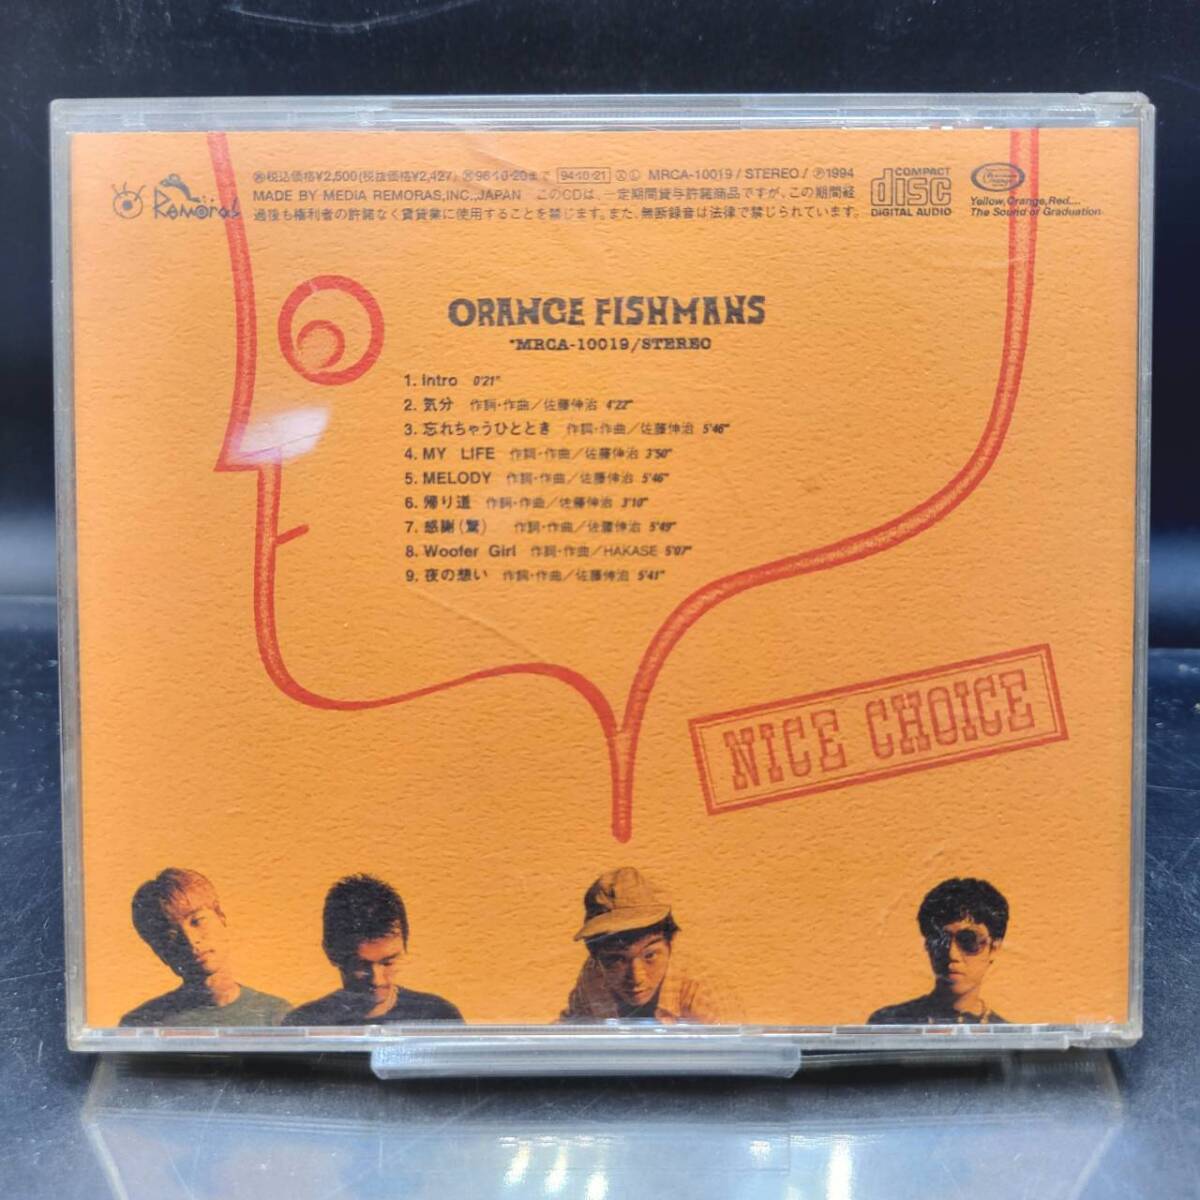 Remoras
㊓税込価格¥2,500(税抜価格¥2,427) 96・10・20まで 94・10・21 Ⓧ Ⓛ MRCA-10019 / STEREO / ℗1994
MADE BY MEDIA REMORAS,INC.,JAPAN このCDは、一定期間貸与許諾商品ですが、この期間経
過後も権利者の許諾なく賃貸業に使用することを禁じます。また、無断録音は法律で禁じられています。
COMPACT
disc
DIGITAL AUDIO
Yellow,Orange,Red....
The Sound of Graduation
ORANGE FISHMANS
*MRCA-10019/STEREO
1. Intro 0'21"
2. 気分 作詞・作曲／佐藤伸治 4'22"
3. 忘れちゃうひととき 作詞・作曲／佐藤伸治 5'46"
4. MY LIFE 作詞・作曲／佐藤伸治 3'50"
5. MELODY 作詞・作曲／佐藤伸治 5'46"
6. 帰り道 作詞・作曲／佐藤伸治 3'10"
7. 感謝(驚) 作詞・作曲／佐藤伸治 5'49"
8. Woofer Girl 作詞・作曲／HAKASE 5'07"
9. 夜の想い 作詞・作曲／佐藤伸治 5'41"
NICE CHOICE